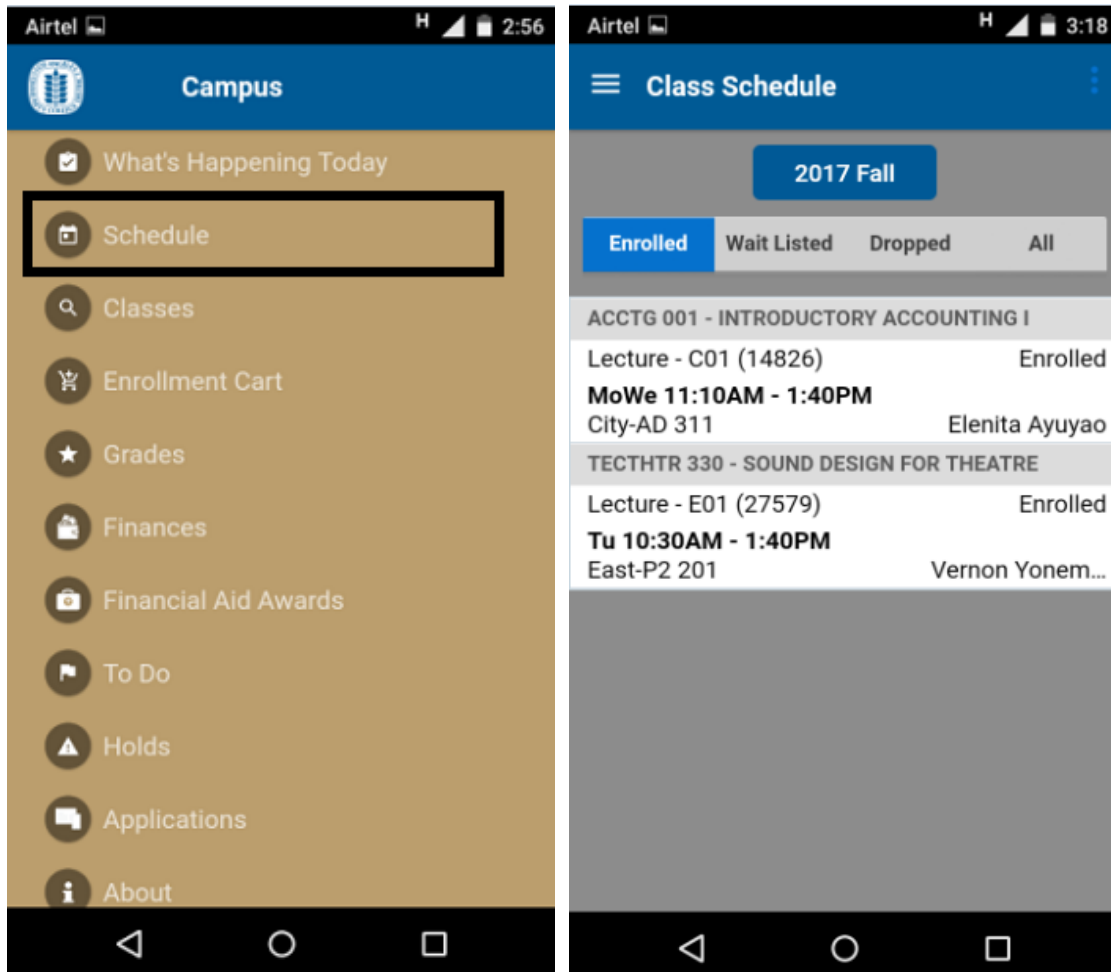 Airtel H 2:56
Campus
What's Happening Today
Schedule
Classes
Enrollment Cart
Grades
Finances
Financial Aid Awards
To Do
Holds
Applications
About
Airtel H 3:18
Class Schedule
2017 Fall
Enrolled Wait Listed Dropped All
ACCTG 001 - INTRODUCTORY ACCOUNTING I
Lecture - C01 (14826) Enrolled
MoWe 11:10AM - 1:40PM
City-AD 311 Elenita Ayuyao
TECTHTR 330 - SOUND DESIGN FOR THEATRE
Lecture - E01 (27579) Enrolled
Tu 10:30AM - 1:40PM
East-P2 201 Vernon Yonem...